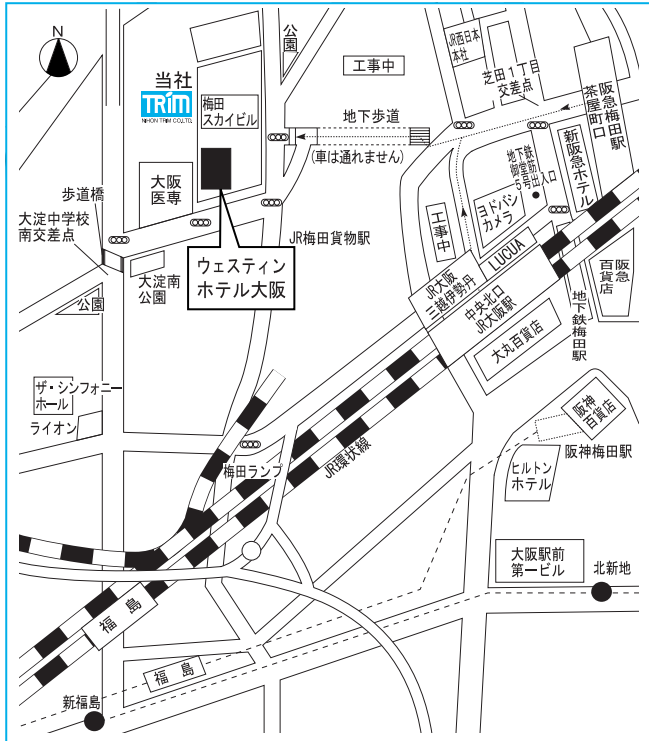 N
当社
TRIM
NIHON TRIM CO.,LTD.
公園
梅田
スカイビル
工事中
JR西日本
本社
芝田1丁目
交差点
阪急梅田駅
茶屋町口
地下歩道
(車は通れません)
新阪急ホテル
地下鉄
御堂筋
5号出入口
ヨドバシ
カメラ
大阪
医専
歩道橋
大淀中学校
南交差点
大淀南
公園
公園
JR梅田貨物駅
ウェスティン
ホテル大阪
工事中
JR大阪
三越伊勢丹
LUCUA
中央北口
JR大阪駅
大丸百貨店
地下鉄梅田駅
阪急
百貨店
ザ・シンフォニー
ホール
ライオン
梅田ランプ
JR環状線
阪神
百貨店
阪神梅田駅
ヒルトン
ホテル
大阪駅前
第一ビル
北新地
福島
福島
新福島